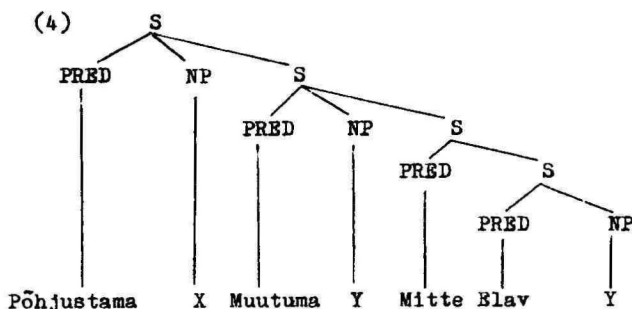 (4) S
PRED NP S
PRED NP S
PRED S
PRED NP
Põhjustama X Muutuma Y Mitte Elav Y